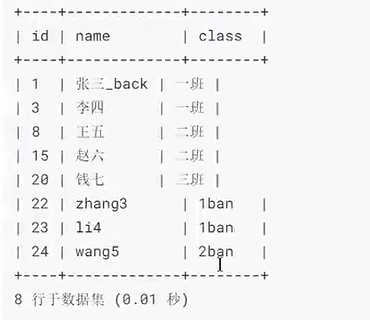 +----+------------+--------+
| id | name       | class  |
+----+------------+--------+
| 1  | 张三_back | 一班 |
| 3  | 李四      | 一班 |
| 8  | 王五      | 二班 |
| 15 | 赵六      | 二班 |
| 20 | 钱七      | 三班 |
| 22 | zhang3     | 1ban   |
| 23 | li4        | 1ban   |
| 24 | wang5      | 2ban   |
+----+------------+--------+
8 行于数据集 (0.01 秒)